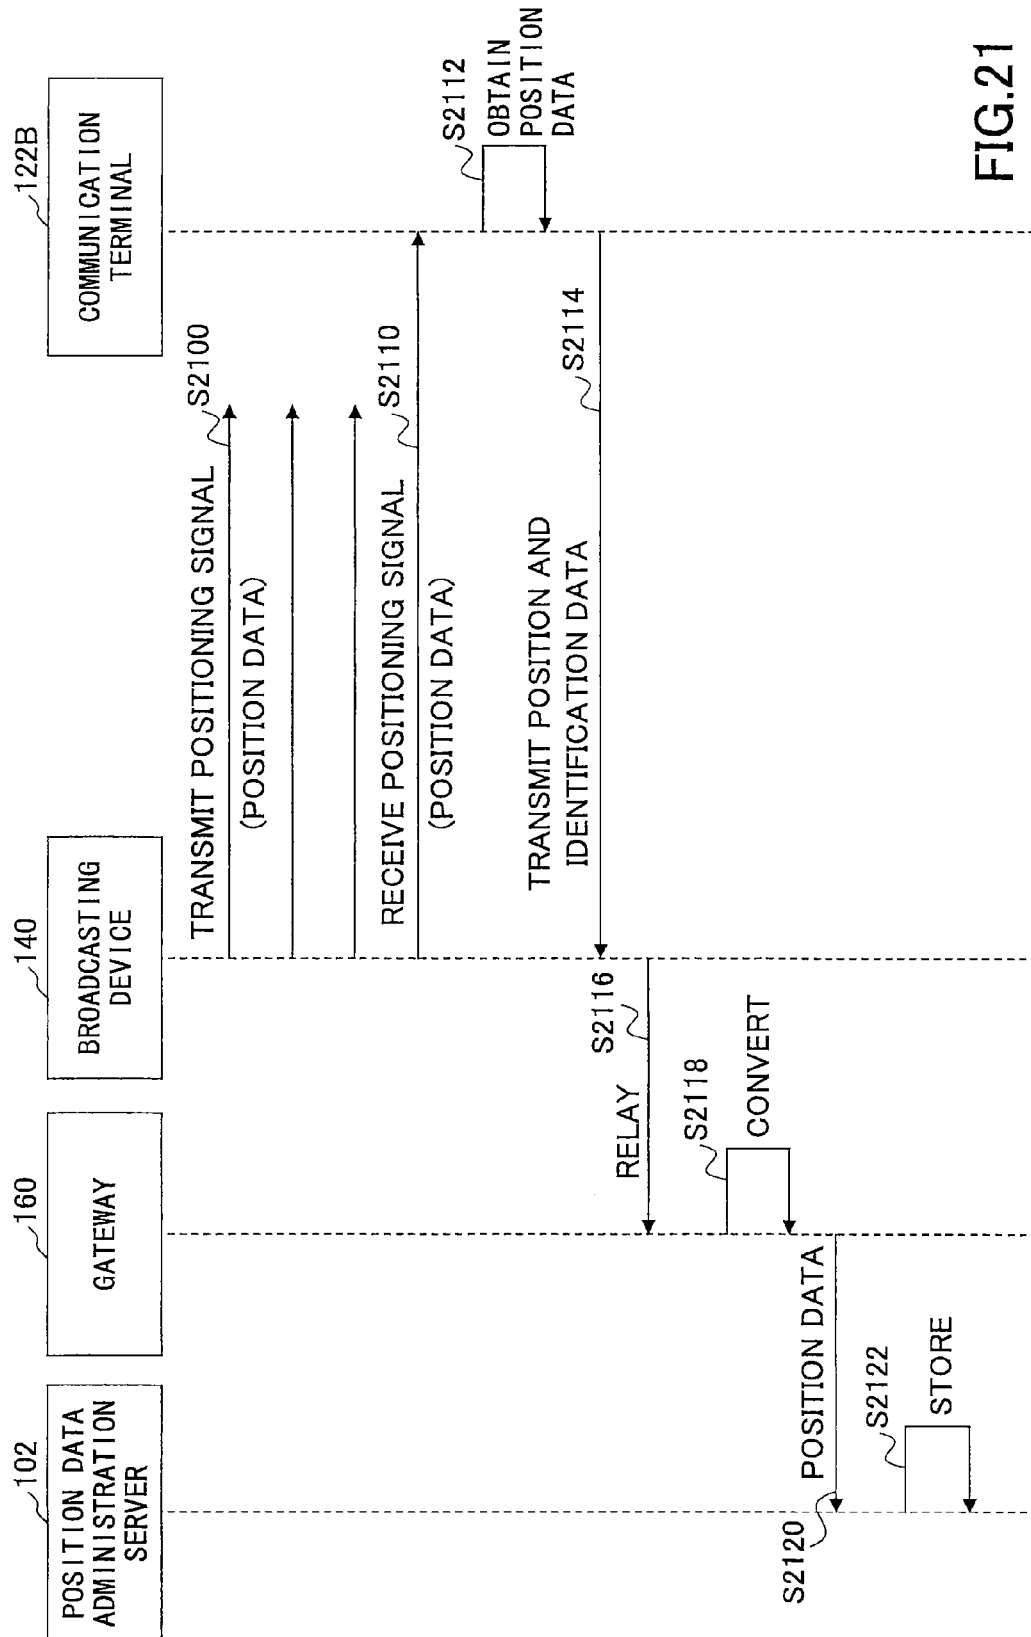 102
POSITION DATA
ADMINISTRATION
SERVER
160
GATEWAY
140
BROADCASTING
DEVICE
122B
COMMUNICATION
TERMINAL
TRANSMIT POSITIONING SIGNAL
(POSITION DATA)
S2100
RECEIVE POSITIONING SIGNAL
(POSITION DATA)
S2110
S2112
OBTAIN
POSITION
DATA
TRANSMIT POSITION AND
IDENTIFICATION DATA
S2114
RELAY
S2116
S2118
CONVERT
S2120
POSITION DATA
S2122
STORE
FIG.21